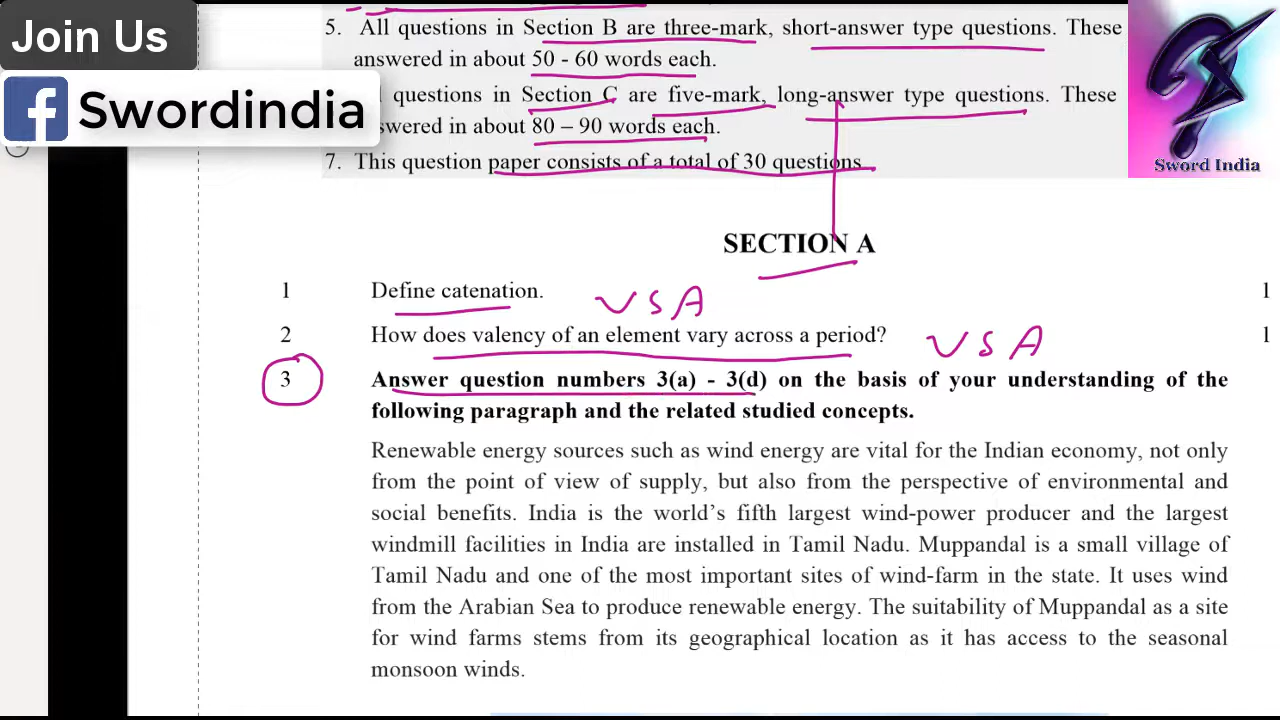 Join Us
Swordindia
5. All questions in Section B are three-mark, short-answer type questions. These
answered in about 50 - 60 words each.
questions in Section C are five-mark, long-answer type questions. These
answered in about 80 – 90 words each.
7. This question paper consists of a total of 30 questions
Sword India
SECTION A
1 Define catenation. 1
VSA
2 How does valency of an element vary across a period? 1
VSA
3 Answer question numbers 3(a) - 3(d) on the basis of your understanding of the
following paragraph and the related studied concepts.
Renewable energy sources such as wind energy are vital for the Indian economy, not only
from the point of view of supply, but also from the perspective of environmental and
social benefits. India is the world's fifth largest wind-power producer and the largest
windmill facilities in India are installed in Tamil Nadu. Muppandal is a small village of
Tamil Nadu and one of the most important sites of wind-farm in the state. It uses wind
from the Arabian Sea to produce renewable energy. The suitability of Muppandal as a site
for wind farms stems from its geographical location as it has access to the seasonal
monsoon winds.